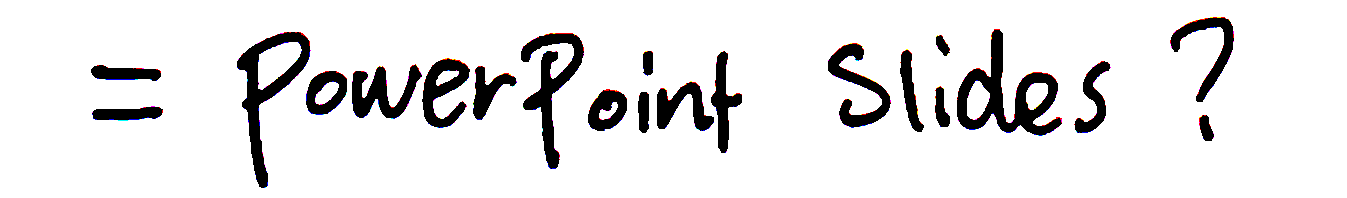 = PowerPoint Slides ?